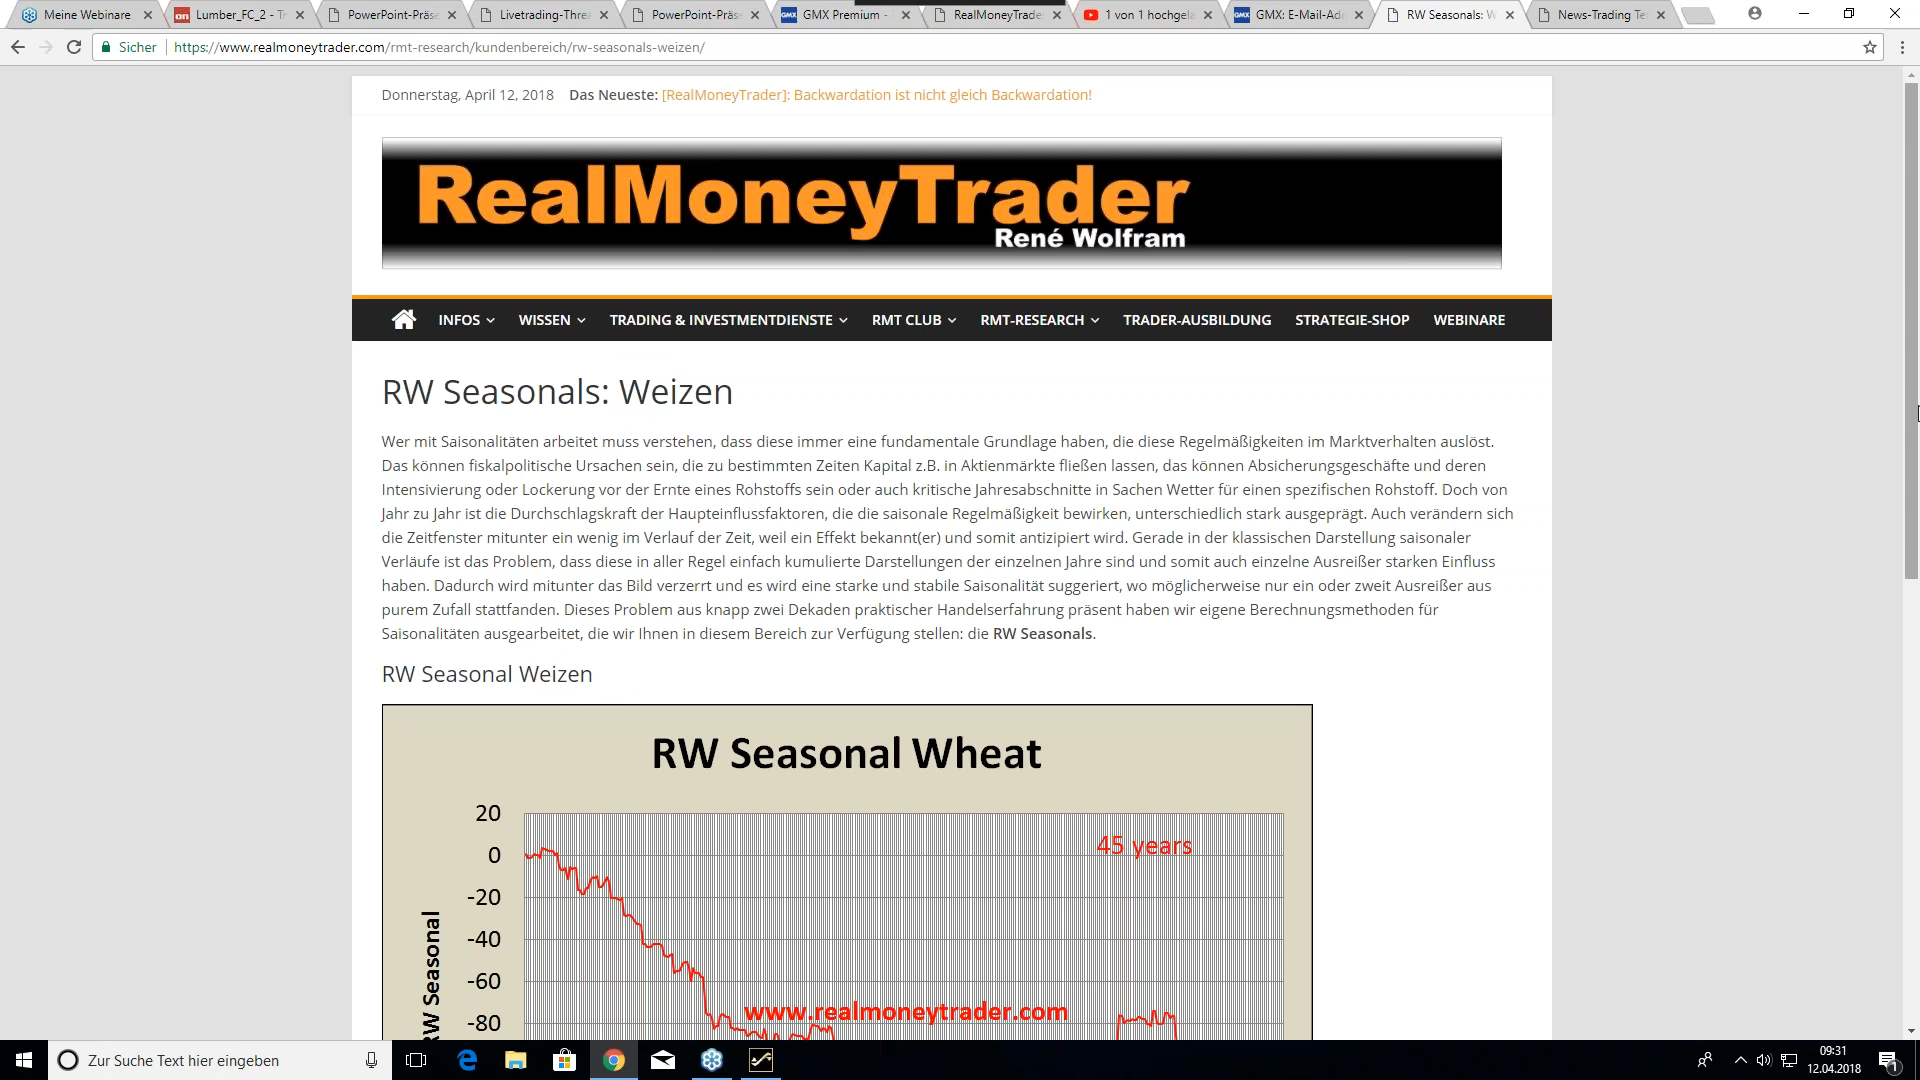 Meine Webinare
Lumber_FC_2 - Tr
PowerPoint-Präse
Livetrading-Threa
PowerPoint-Präse
GMX Premium -
RealMoneyTrader
1 von 1 hochgela
GMX: E-Mail-Adr
RW Seasonals: W
News-Trading Te
Sicher
https://www.realmoneytrader.com/rmt-research/kundenbereich/rw-seasonals-weizen/
Donnerstag, April 12, 2018 Das Neueste: [RealMoneyTrader]: Backwardation ist nicht gleich Backwardation!
RealMoneyTrader
René Wolfram
INFOS WISSEN TRADING & INVESTMENTDIENSTE RMT CLUB RMT-RESEARCH TRADER-AUSBILDUNG STRATEGIE-SHOP WEBINARE
RW Seasonals: Weizen
Wer mit Saisonalitäten arbeitet muss verstehen, dass diese immer eine fundamentale Grundlage haben, die diese Regelmäßigkeiten im Marktverhalten auslöst.
Das können fiskalpolitische Ursachen sein, die zu bestimmten Zeiten Kapital z.B. in Aktienmärkte fließen lassen, das können Absicherungsgeschäfte und deren
Intensivierung oder Lockerung vor der Ernte eines Rohstoffs sein oder auch kritische Jahresabschnitte in Sachen Wetter für einen spezifischen Rohstoff. Doch von
Jahr zu Jahr ist die Durchschlagskraft der Haupteinflussfaktoren, die die saisonale Regelmäßigkeit bewirken, unterschiedlich stark ausgeprägt. Auch verändern sich
die Zeitfenster mitunter ein wenig im Verlauf der Zeit, weil ein Effekt bekannt(er) und somit antizipiert wird. Gerade in der klassischen Darstellung saisonaler
Verläufe ist das Problem, dass diese in aller Regel einfach kumulierte Darstellungen der einzelnen Jahre sind und somit auch einzelne Ausreißer starken Einfluss
haben. Dadurch wird mitunter das Bild verzerrt und es wird eine starke und stabile Saisonalität suggeriert, wo möglicherweise nur ein oder zweit Ausreißer aus
purem Zufall stattfanden. Dieses Problem aus knapp zwei Dekaden praktischer Handelserfahrung präsent haben wir eigene Berechnungsmethoden für
Saisonalitäten ausgearbeitet, die wir Ihnen in diesem Bereich zur Verfügung stellen: die RW Seasonals.
RW Seasonal Weizen
RW Seasonal Wheat
20
45 years
0
-20
-40
-60
-80
RW Seasonal
www.realmoneytrader.com
Zur Suche Text hier eingeben
09:31
12.04.2018
1